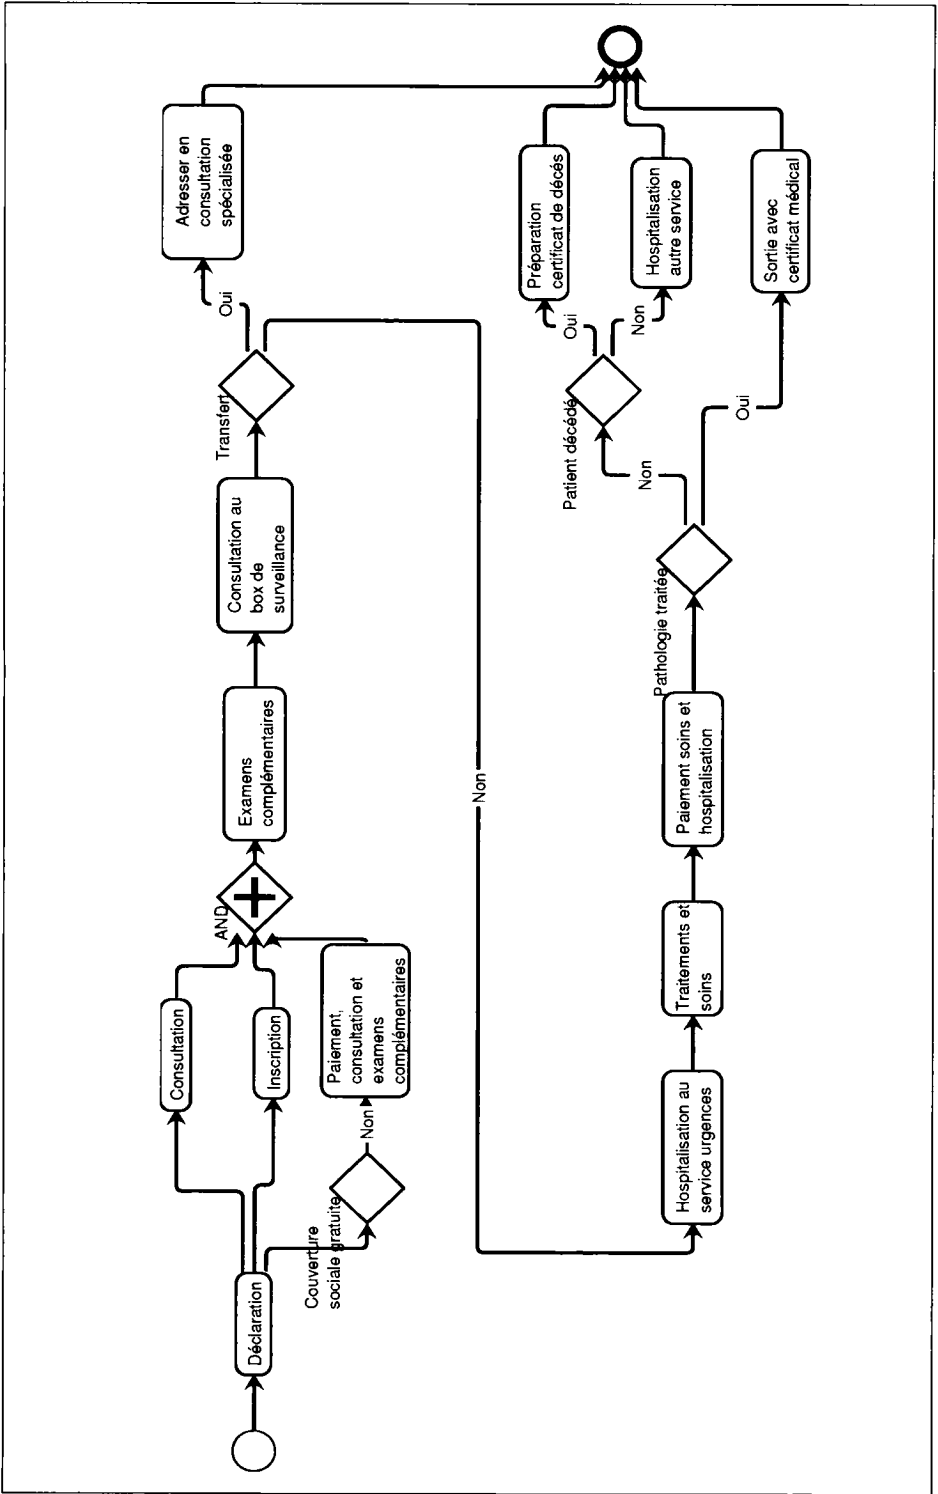 Déclaration
Consultation
Inscription
Couverture
sociale gratuite
Non
Paiement,
consultation et
examens
complémentaires
AND
Examens
complémentaires
Consultation au
box de
surveillance
Transfert
Oui
Adresser en
consultation
spécialisée
Non
Hospitalisation au
service urgences
Traitements et
soins
Paiement soins et
hospitalisation
Pathologie traitée
Non
Oui
Patient décédé
Oui
Non
Préparation
certificat de décés
Hospitalisation
autre service
Sortie avec
certificat médical